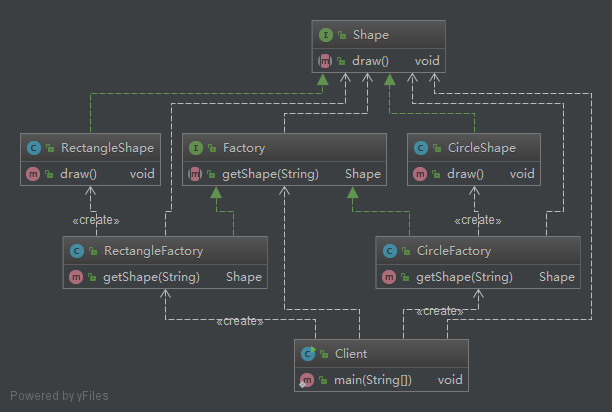 Shape
draw() void
RectangleShape
draw() void
Factory
getShape(String) Shape
CircleShape
draw() void
«create»
«create»
RectangleFactory
getShape(String) Shape
CircleFactory
getShape(String) Shape
«create»
«create»
Client
main(String[]) void
Powered by yFiles